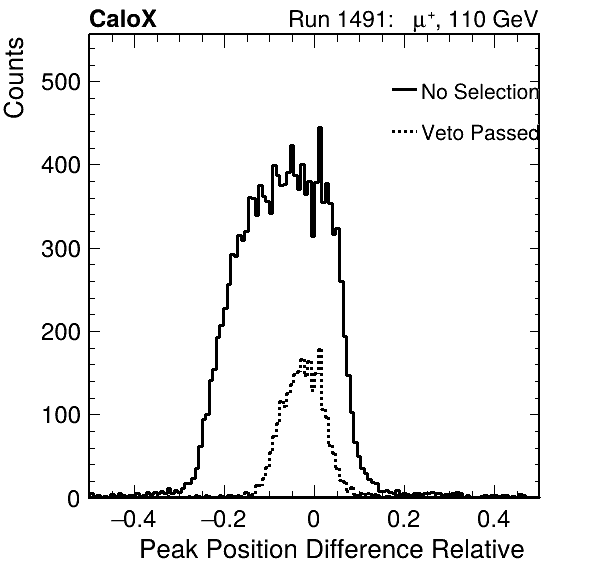 CaloX Run 1491: μ⁺, 110 GeV
Counts
No Selection
Veto Passed
500
400
300
200
100
0
−0.4 −0.2 0 0.2 0.4
Peak Position Difference Relative